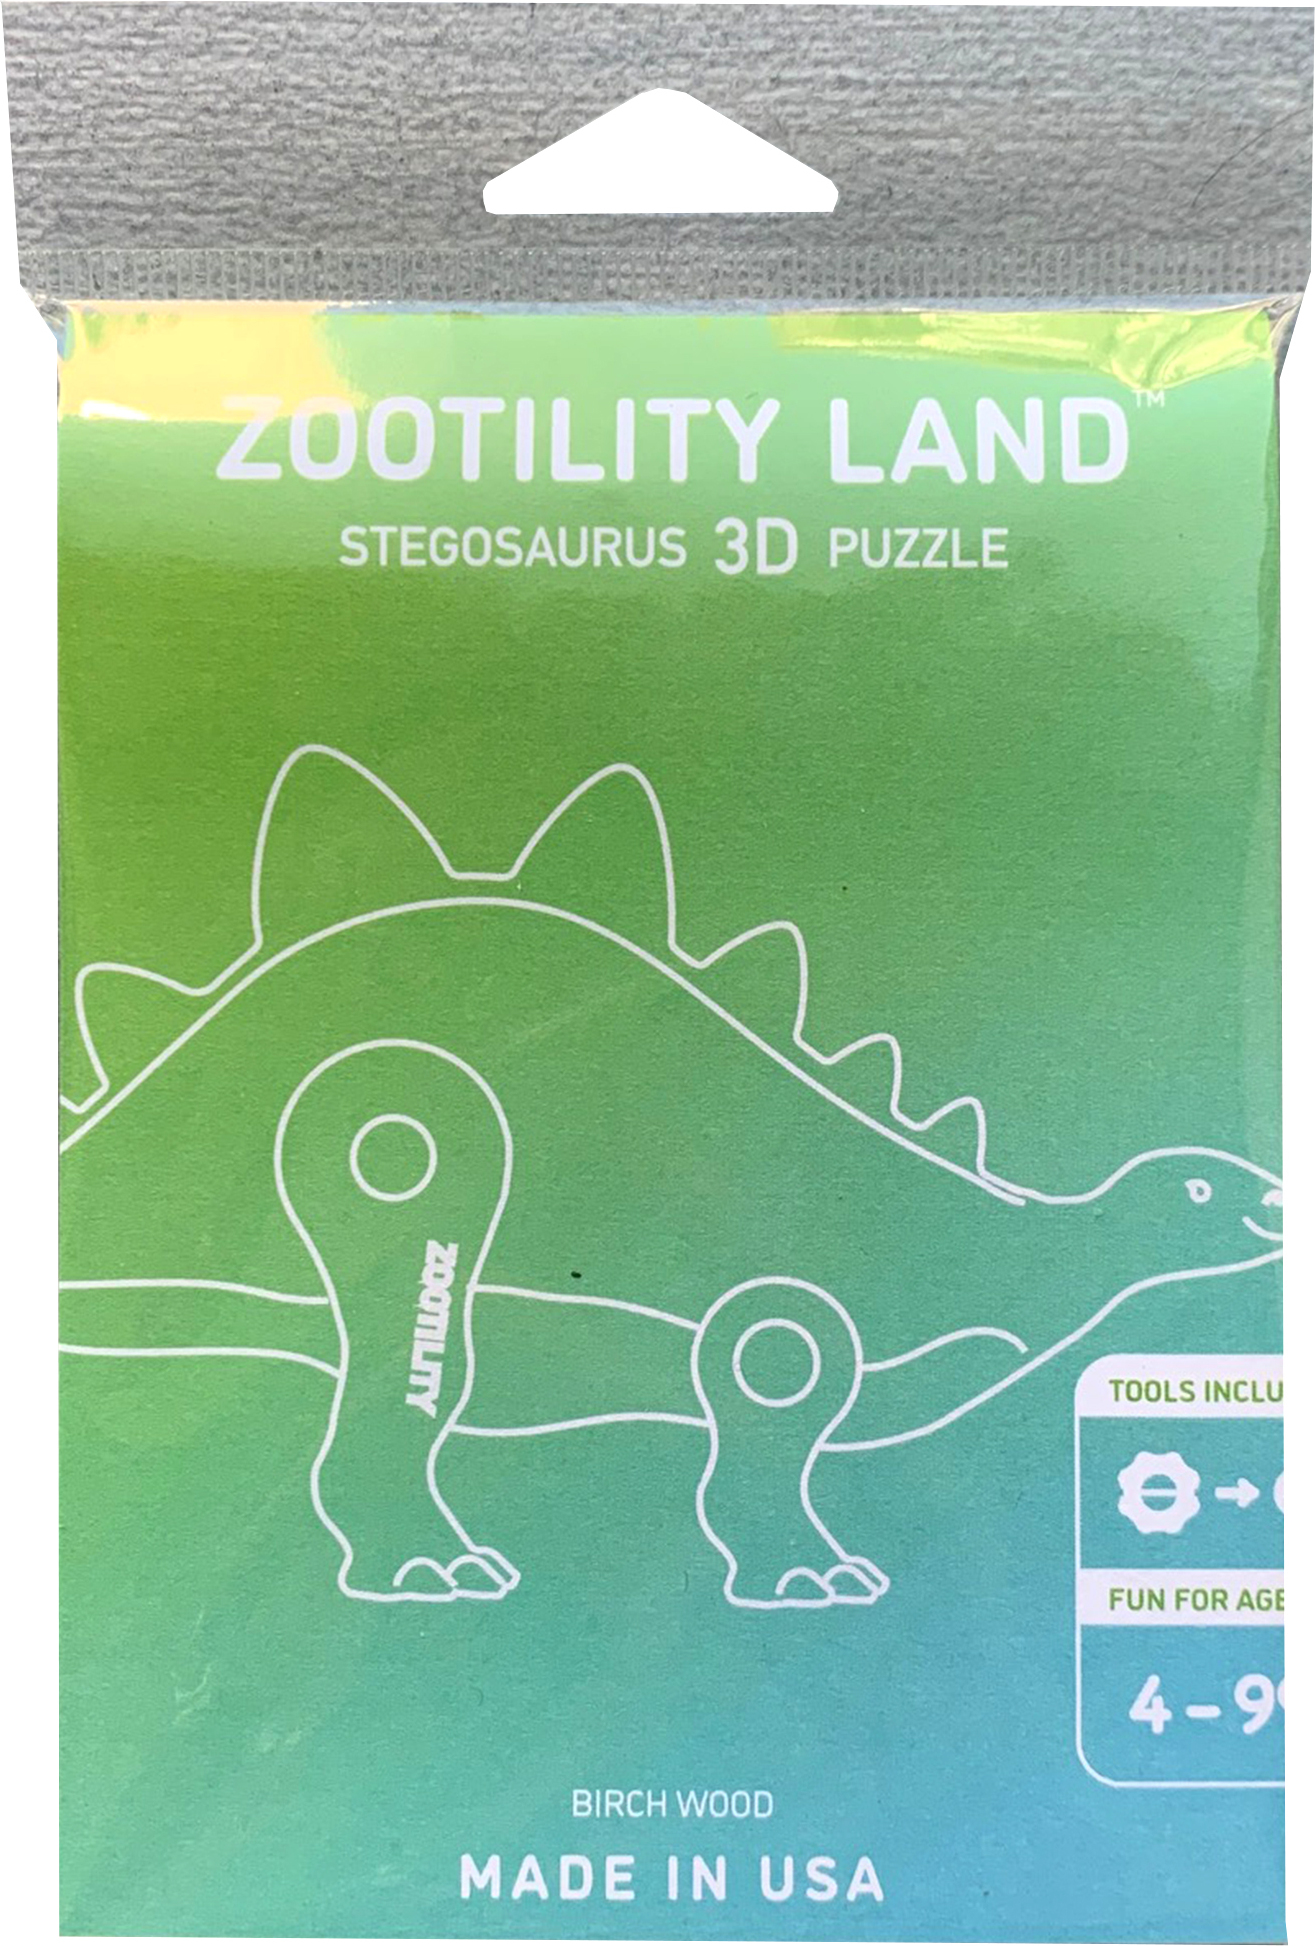 ZOOTILITY LAND™
STEGOSAURUS 3D PUZZLE
ZOOTILITY
TOOLS INCLU
FUN FOR AGE
4 – 9
BIRCH WOOD
MADE IN USA